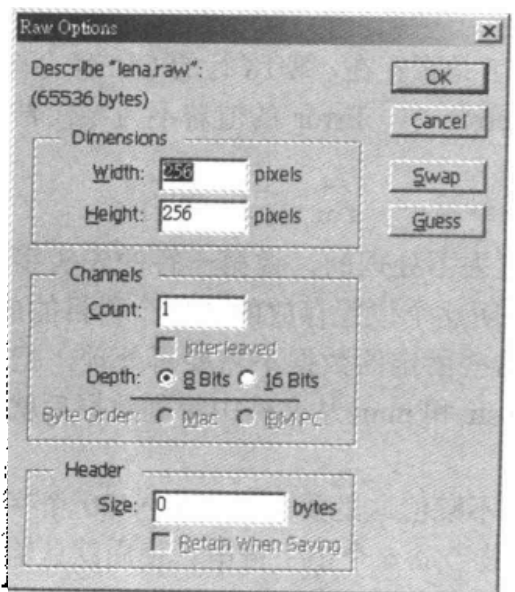 Raw Options
Describe "lena.raw":
(65536 bytes)
OK
Cancel
Swap
Guess
Dimensions
Width: 256 pixels
Height: 256 pixels
Channels
Count: 1
Interleaved
Depth: 8 Bits 16 Bits
Byte Order: Mac IBM PC
Header
Size: 0 bytes
Retain When Saving